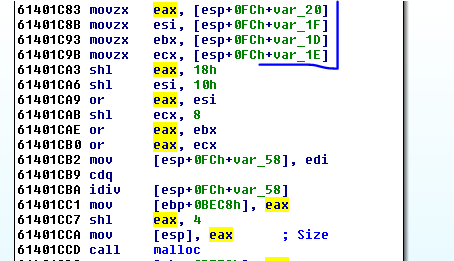 61401C83 movzx eax, [esp+0FCh+var_20]
61401C8B movzx esi, [esp+0FCh+var_1F]
61401C93 movzx ebx, [esp+0FCh+var_1D]
61401C9B movzx ecx, [esp+0FCh+var_1E]
61401CA3 shl eax, 18h
61401CA6 shl esi, 10h
61401CA9 or eax, esi
61401CAB shl ecx, 8
61401CAE or eax, ebx
61401CB0 or eax, ecx
61401CB2 mov [esp+0FCh+var_58], edi
61401CB9 cdq
61401CBA idiv [esp+0FCh+var_58]
61401CC1 mov [ebp+0BEC8h], eax
61401CC7 shl eax, 4
61401CCA mov [esp], eax ; Size
61401CCD call malloc